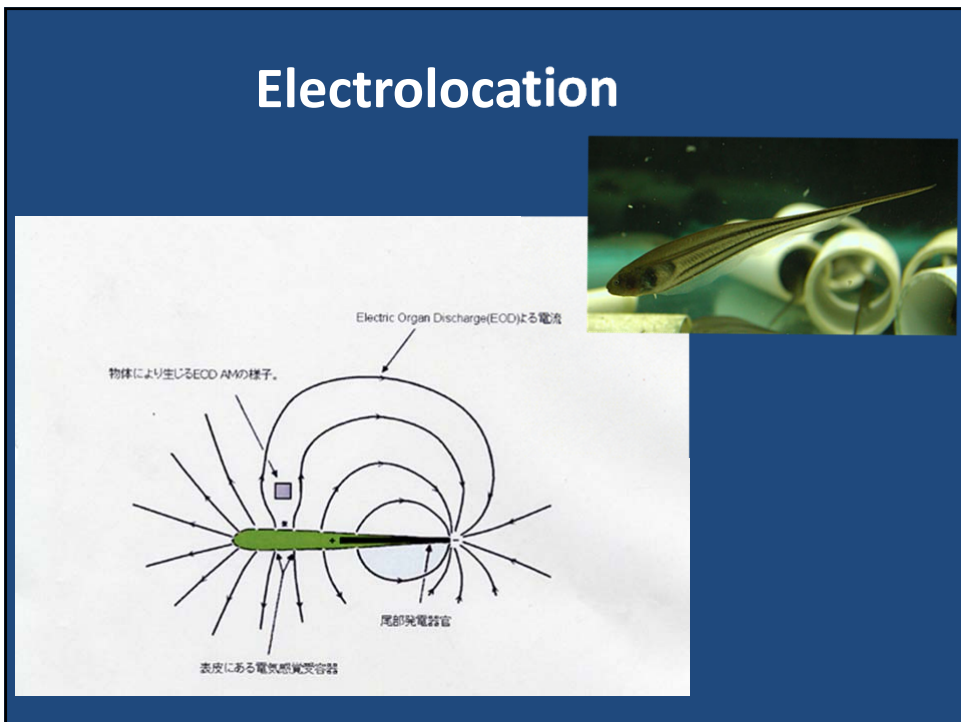 Electrolocation
Electric Organ Discharge(EOD)よる電流
物体により生じるEOD AMの様子。
尾部発電器官
表皮にある電気感覚受容器